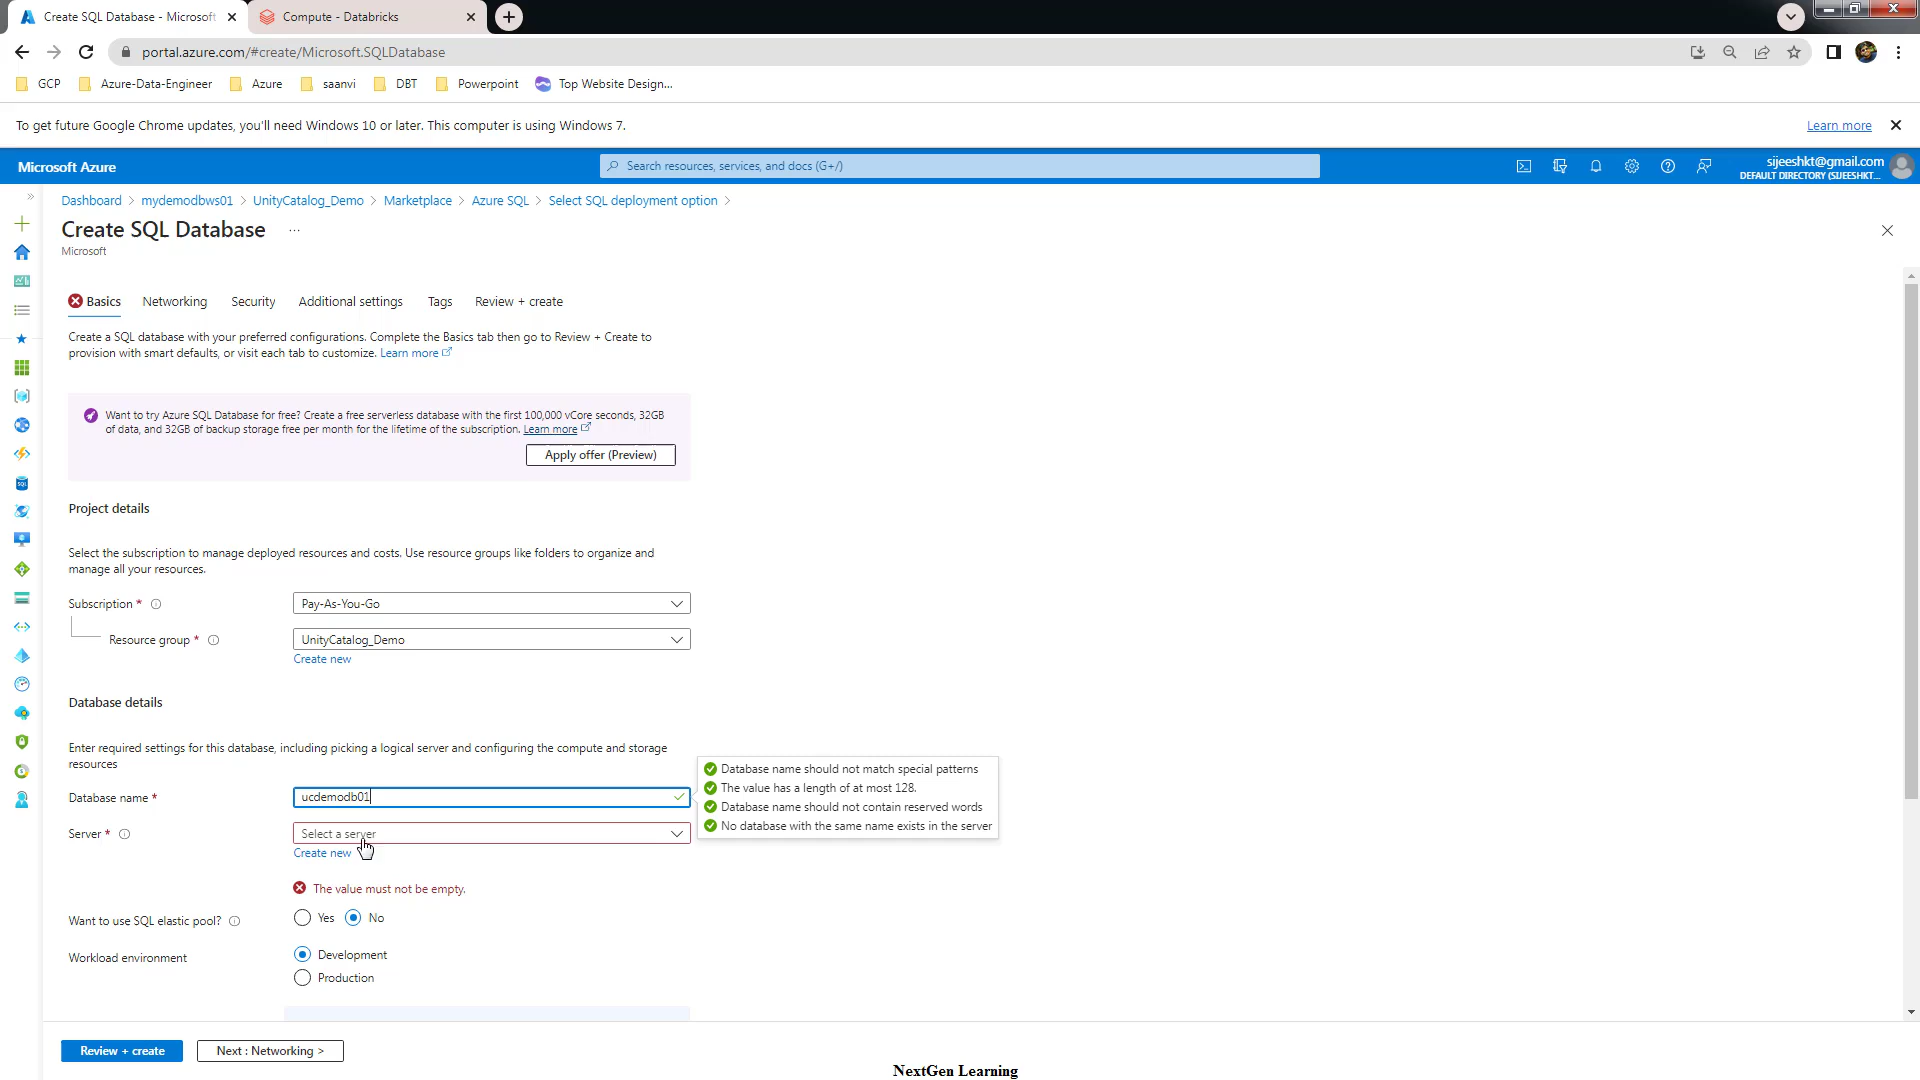 Create SQL Database - Microsoft
Compute - Databricks
portal.azure.com/#create/Microsoft.SQLDatabase
GCP
Azure-Data-Engineer
Azure
saanvi
DBT
Powerpoint
Top Website Design...
To get future Google Chrome updates, you'll need Windows 10 or later. This computer is using Windows 7.
Learn more
Microsoft Azure
Search resources, services, and docs (G+/)
sijeeshkt@gmail.com
DEFAULT DIRECTORY (SIJEESHKT...
Dashboard > mydemodbws01 > UnityCatalog_Demo > Marketplace > Azure SQL > Select SQL deployment option >
Create SQL Database ...
Microsoft
Basics
Networking
Security
Additional settings
Tags
Review + create
Create a SQL database with your preferred configurations. Complete the Basics tab then go to Review + Create to
provision with smart defaults, or visit each tab to customize. Learn more
Want to try Azure SQL Database for free? Create a free serverless database with the first 100,000 vCore seconds, 32GB
of data, and 32GB of backup storage free per month for the lifetime of the subscription. Learn more
Apply offer (Preview)
Project details
Select the subscription to manage deployed resources and costs. Use resource groups like folders to organize and
manage all your resources.
Subscription *
Pay-As-You-Go
Resource group *
UnityCatalog_Demo
Create new
Database details
Enter required settings for this database, including picking a logical server and configuring the compute and storage
resources
Database name *
ucdemodb01
Database name should not match special patterns
The value has a length of at most 128.
Database name should not contain reserved words
No database with the same name exists in the server
Server *
Select a server
Create new
The value must not be empty.
Want to use SQL elastic pool?
Yes
No
Workload environment
Development
Production
Review + create
Next : Networking >
NextGen Learning